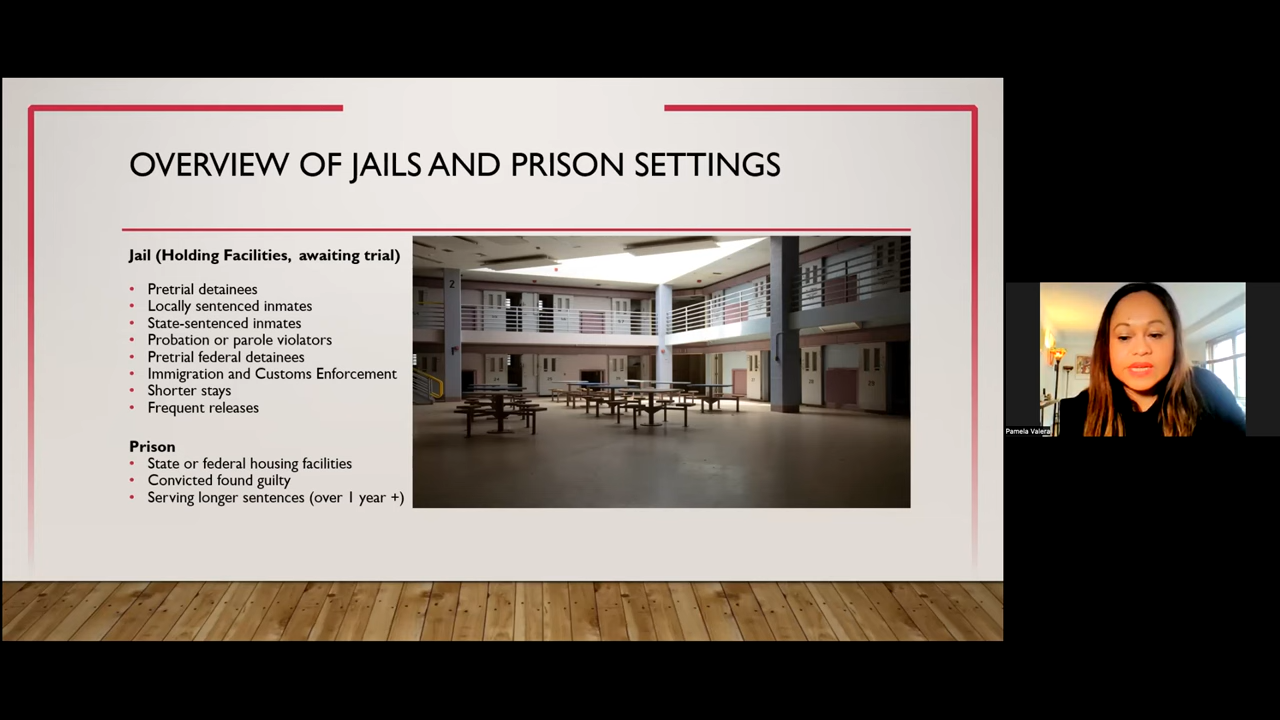 OVERVIEW OF JAILS AND PRISON SETTINGS
Jail (Holding Facilities, awaiting trial)
• Pretrial detainees
• Locally sentenced inmates
• State-sentenced inmates
• Probation or parole violators
• Pretrial federal detainees
• Immigration and Customs Enforcement
• Shorter stays
• Frequent releases
Prison
• State or federal housing facilities
• Convicted found guilty
• Serving longer sentences (over 1 year +)
2
Pamela Valera